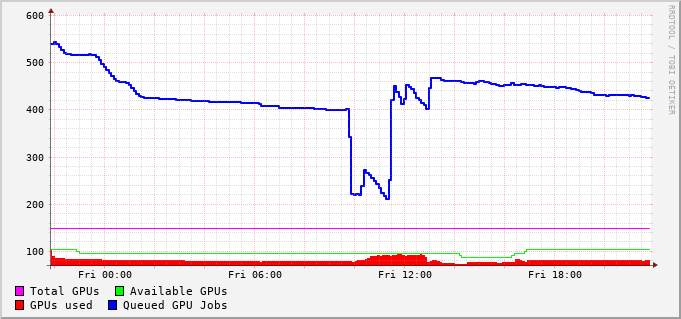 600
500
400
300
200
100
Fri 00:00 Fri 06:00 Fri 12:00 Fri 18:00
Total GPUs Available GPUs
GPUs used Queued GPU Jobs
RRDTOOL / TOBI OETIKER